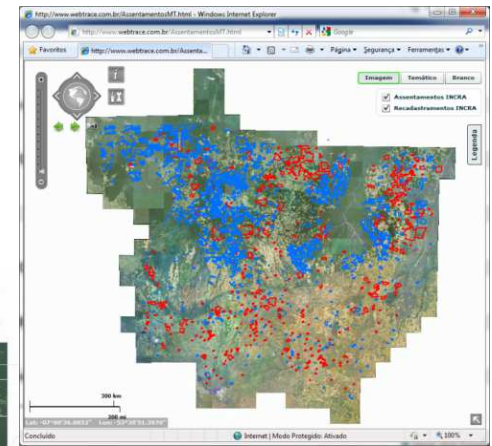 http://www.webtrace.com.br/AssentamentosMT.html - Windows Internet Explorer
http://www.webtrace.com.br/AssentamentosMT.html
Google
Favoritos
http://www.webtrace.com.br/Assenta...
Página
Segurança
Ferramentas
Imagem
Temático
Branco
Assentamentos INCRA
Recadastramentos INCRA
Legenda
300 km
200 mi
Concluído
Internet | Modo Protegido: Ativado
100%